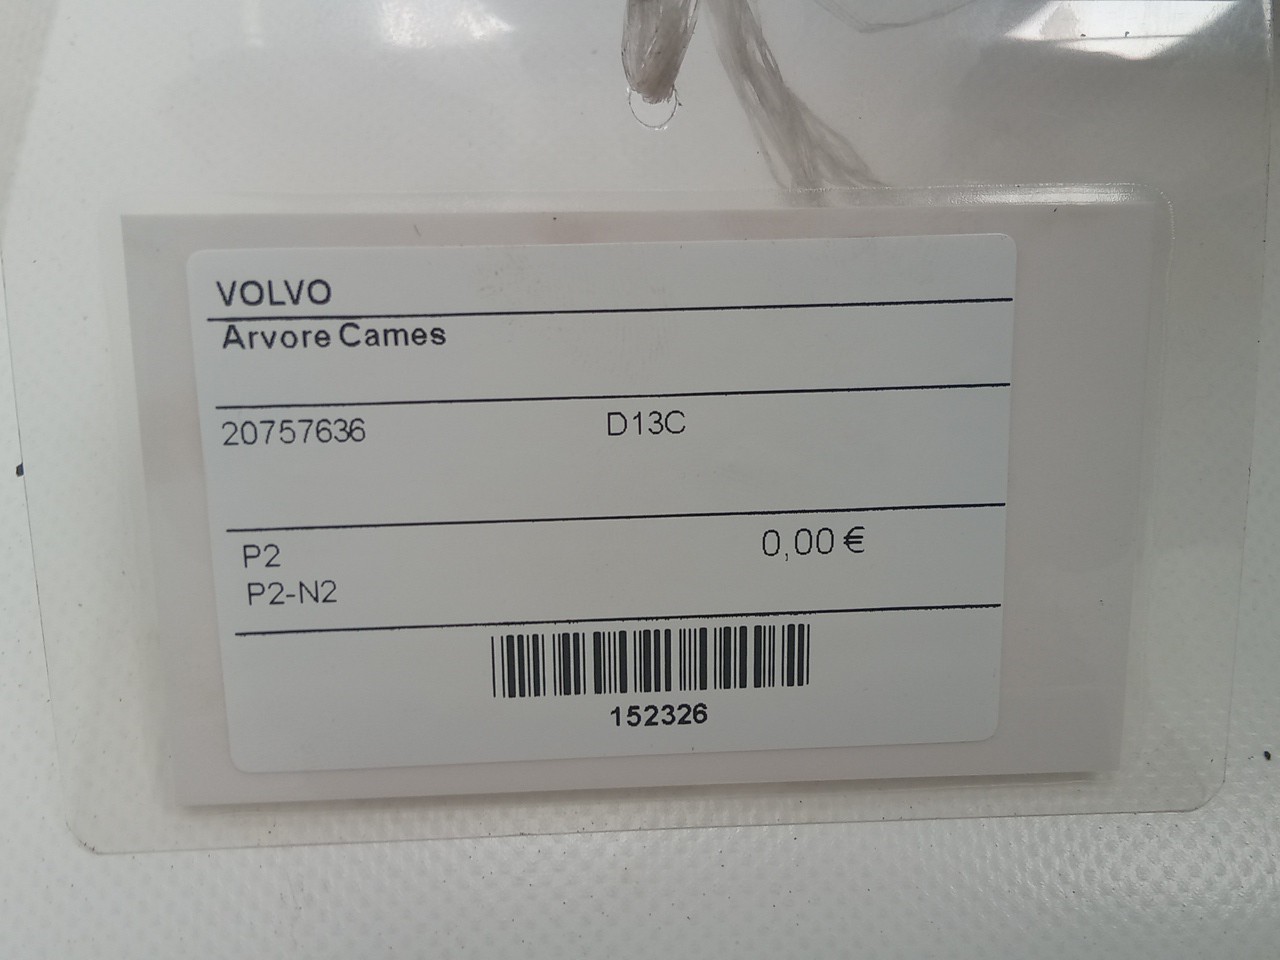 VOLVO
Arvore Cames
20757636 D13C
P2 0,00 €
P2-N2
152326